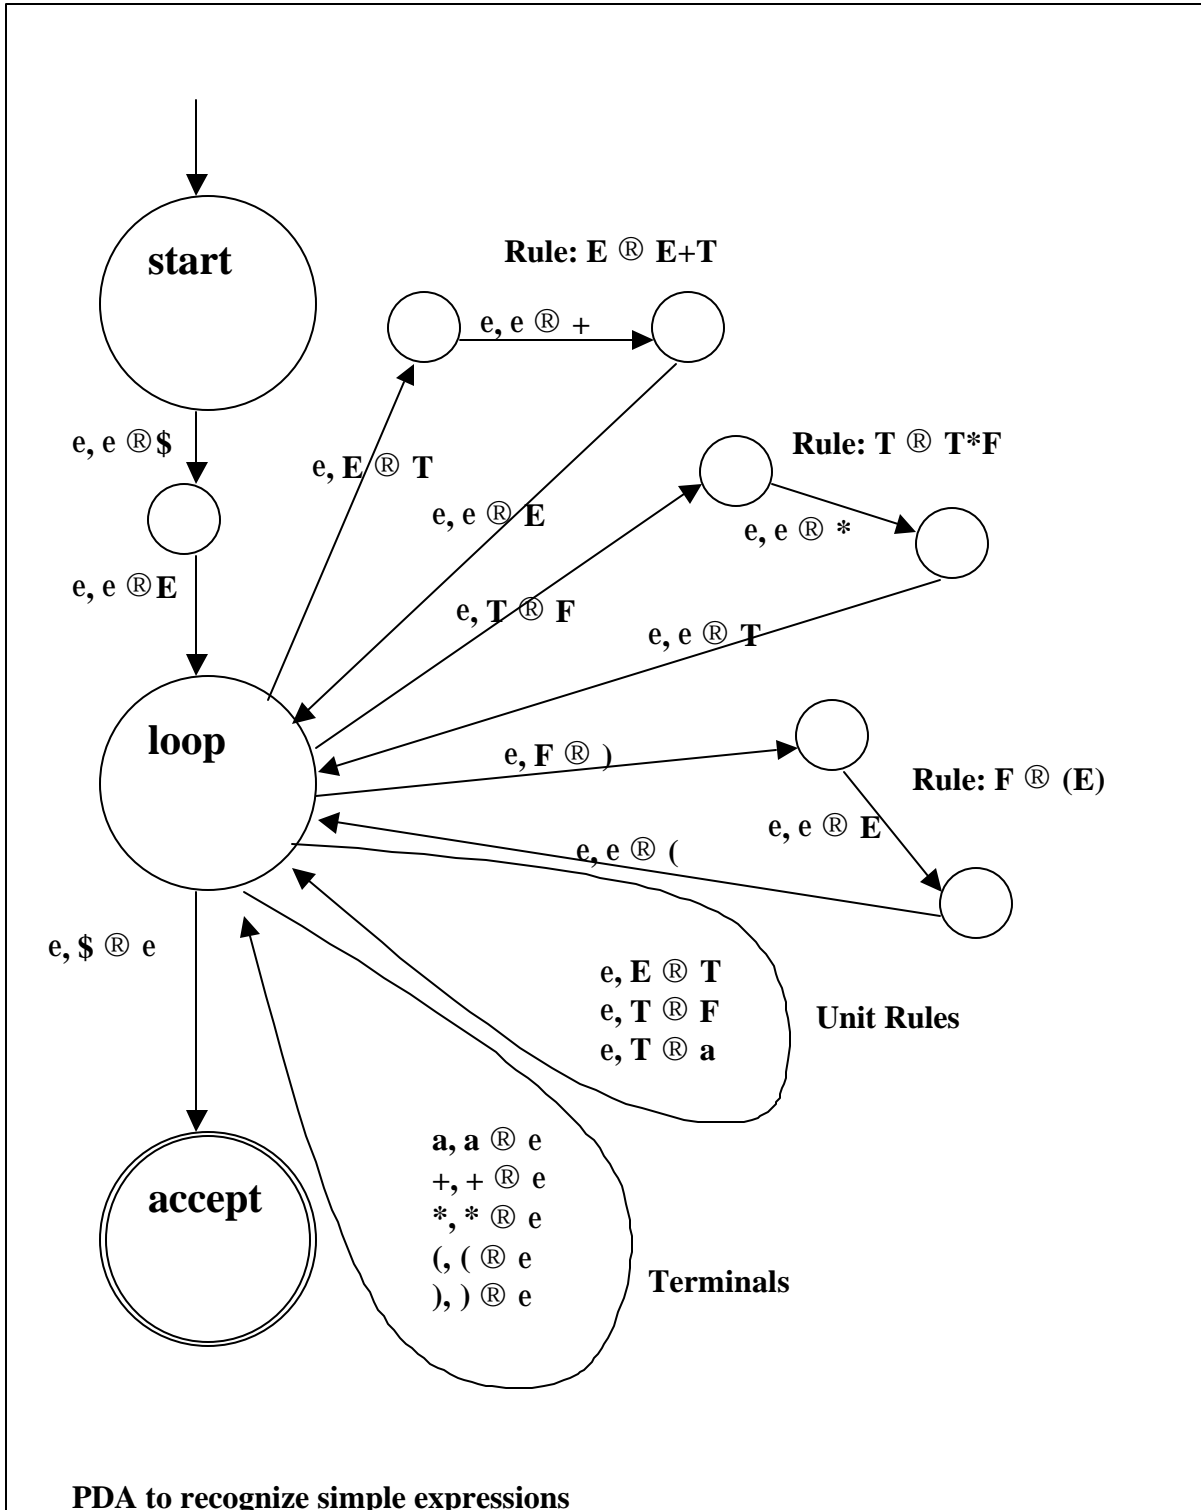 start
Rule: E ® E+T
e, e ® +
e, e ®$
Rule: T ® T*F
e, E ® T
e, e ® E
e, e ® *
e, e ®E
e, T ® F
e, e ® T
loop
e, F ® )
Rule: F ® (E)
e, e ® E
e, e ® (
e, $ ® e
e, E ® T
e, T ® F
e, T ® a
Unit Rules
a, a ® e
+, + ® e
*, * ® e
(, ( ® e
), ) ® e
accept
Terminals
PDA to recognize simple expressions